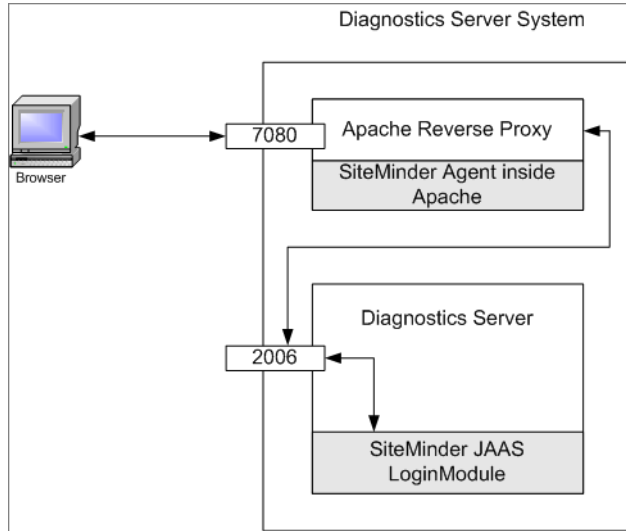 Diagnostics Server System
7080
Apache Reverse Proxy
Browser
SiteMinder Agent inside
Apache
Diagnostics Server
2006
SiteMinder JAAS
LoginModule